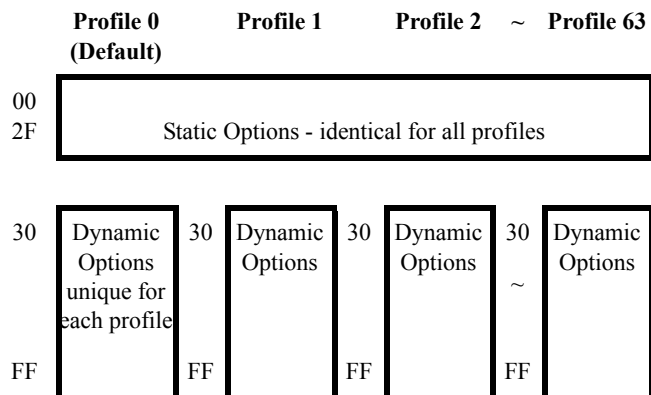 Profile 0 Profile 1 Profile 2 ~ Profile 63
(Default)
00
2F Static Options - identical for all profiles
30 Dynamic 30 Dynamic 30 Dynamic 30 Dynamic
Options Options Options ~ Options
unique for
each profile
FF FF FF FF